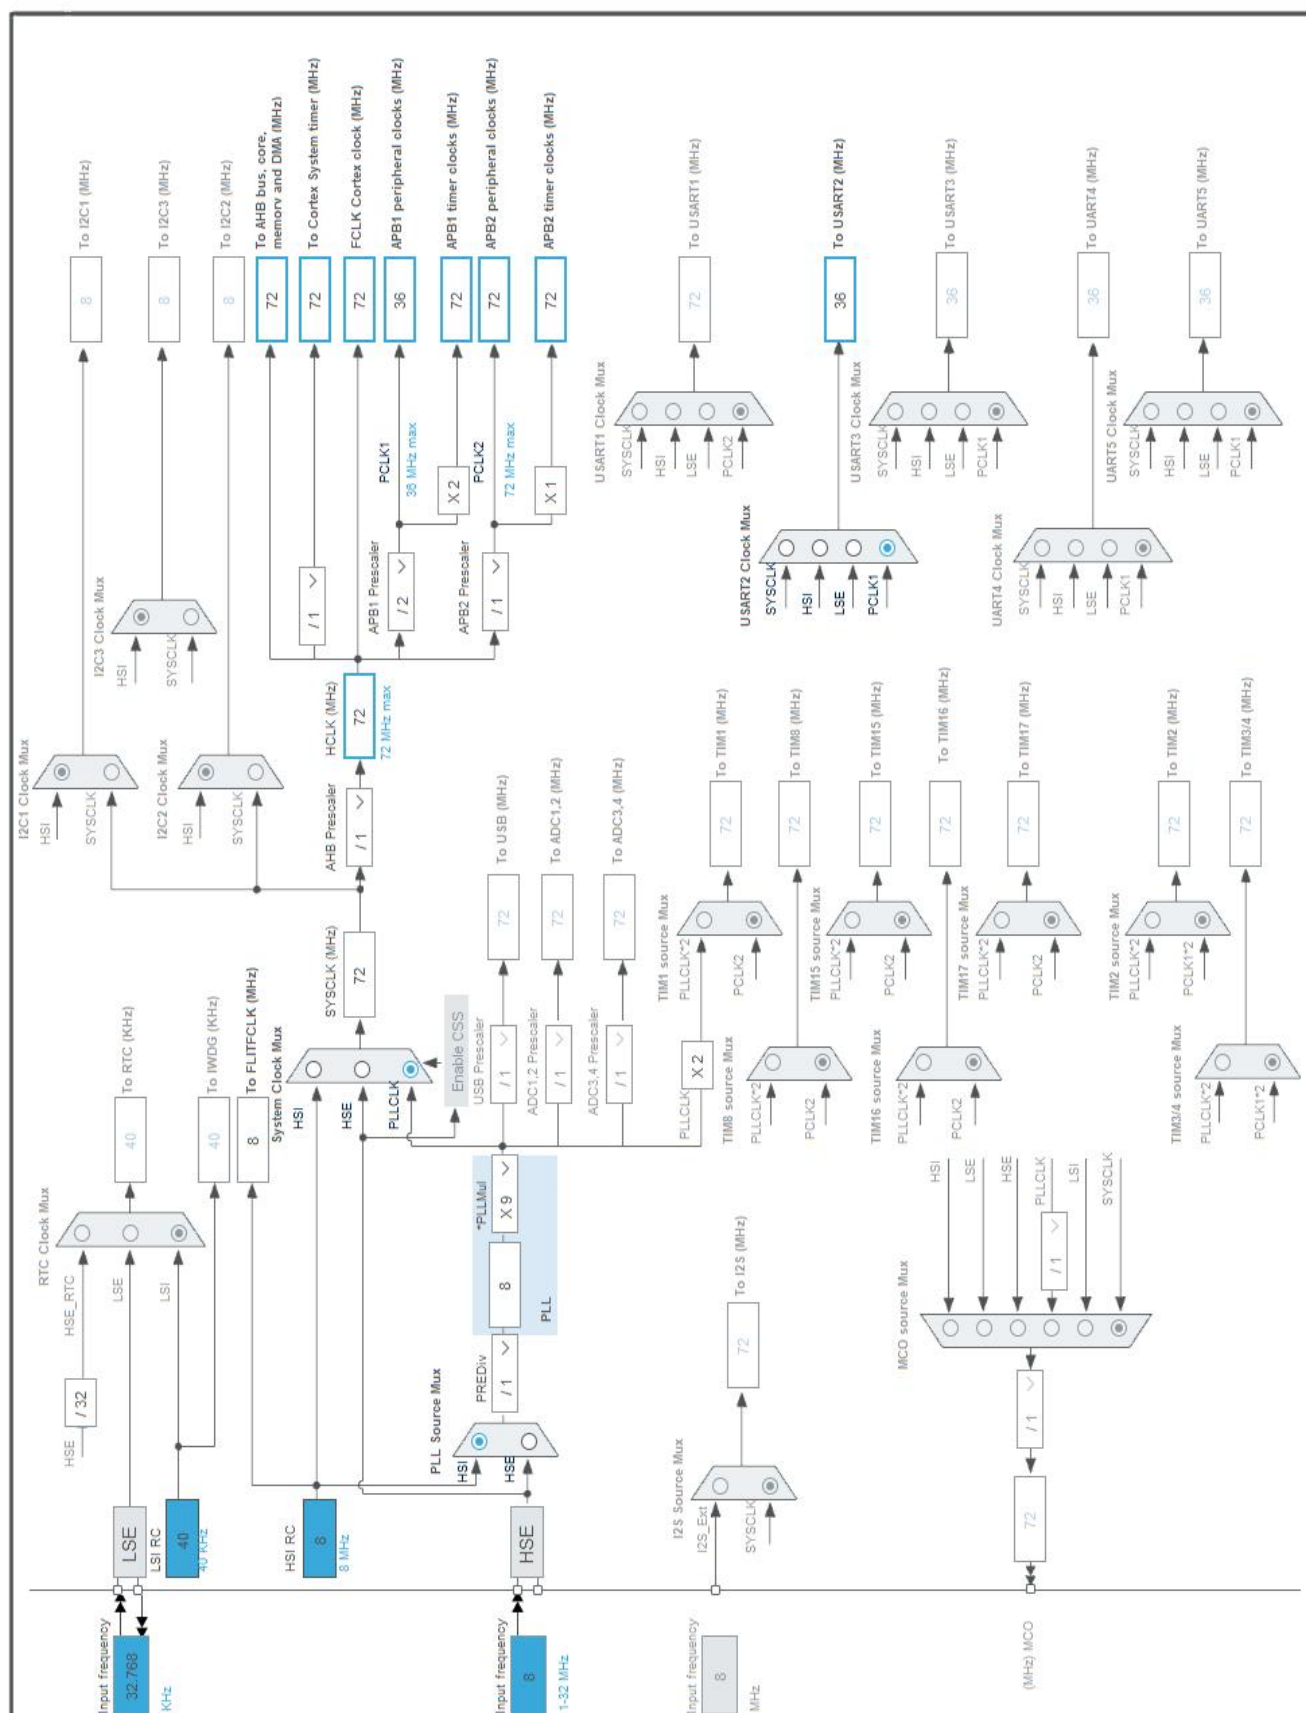 Input frequency
32.768
KHz
LSE
LSI RC
40
40 KHz
HSE
/ 32
HSE_RTC
LSE
LSI
RTC Clock Mux
40
To RTC (KHz)
40
To IWDG (KHz)
8
To FLITFCLK (MHz)
HSI RC
8
8 MHz
Input frequency
8
1-32 MHz
HSE
PLL Source Mux
HSI
HSE
PREDiv
/ 1
8
PLL
*PLLMul
X 9
System Clock Mux
HSI
HSE
PLLCLK
Enable CSS
SYSCLK (MHz)
72
AHB Prescaler
/ 1
HCLK (MHz)
72
72 MHz max
I2C1 Clock Mux
HSI
SYSCLK
8
To I2C1 (MHz)
I2C3 Clock Mux
HSI
SYSCLK
8
To I2C3 (MHz)
I2C2 Clock Mux
HSI
SYSCLK
8
To I2C2 (MHz)
72
To AHB bus, core,
memory and DMA (MHz)
/ 1
72
To Cortex System timer (MHz)
72
FCLK Cortex clock (MHz)
APB1 Prescaler
/ 2
PCLK1
36 MHz max
36
APB1 peripheral clocks (MHz)
X 2
72
APB1 timer clocks (MHz)
APB2 Prescaler
/ 1
PCLK2
72 MHz max
72
APB2 peripheral clocks (MHz)
X 1
72
APB2 timer clocks (MHz)
USB Prescaler
/ 1
72
To USB (MHz)
ADC1,2 Prescaler
/ 1
72
To ADC1,2 (MHz)
ADC3,4 Prescaler
/ 1
72
To ADC3,4 (MHz)
PLLCLK
X 2
TIM1 source Mux
PLLCLK*2
PCLK2
72
To TIM1 (MHz)
TIM8 source Mux
PLLCLK*2
PCLK2
72
To TIM8 (MHz)
TIM15 source Mux
PLLCLK*2
PCLK2
72
To TIM15 (MHz)
TIM16 source Mux
PLLCLK*2
PCLK2
72
To TIM16 (MHz)
TIM17 source Mux
PLLCLK*2
PCLK2
72
To TIM17 (MHz)
TIM2 source Mux
PLLCLK*2
PCLK1*2
72
To TIM2 (MHz)
TIM3/4 source Mux
PLLCLK*2
PCLK1*2
72
To TIM3/4 (MHz)
USART1 Clock Mux
SYSCLK
HSI
LSE
PCLK2
72
To USART1 (MHz)
USART2 Clock Mux
SYSCLK
HSI
LSE
PCLK1
36
To USART2 (MHz)
USART3 Clock Mux
SYSCLK
HSI
LSE
PCLK1
36
To USART3 (MHz)
UART4 Clock Mux
SYSCLK
HSI
LSE
PCLK1
36
To UART4 (MHz)
UART5 Clock Mux
SYSCLK
HSI
LSE
PCLK1
36
To UART5 (MHz)
Input frequency
8
MHz
I2S Source Mux
I2S_Ext
SYSCLK
72
To I2S (MHz)
(MHz) MCO
72
/ 1
MCO source Mux
HSI
LSE
HSE
PLLCLK
/ 1
LSI
SYSCLK